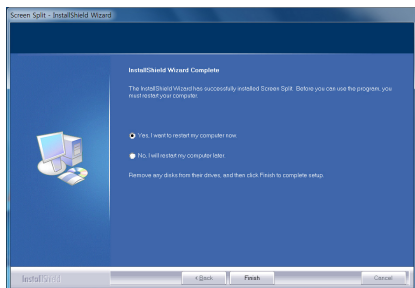 Screen Split - InstallShield Wizard
InstallShield Wizard Complete
The InstallShield Wizard has successfully installed Screen Split. Before you can use the program, you
must restart your computer.
Yes, I want to restart my computer now.
No, I will restart my computer later.
Remove any disks from their drives, and then click Finish to complete setup.
InstallShield
< Back
Finish
Cancel